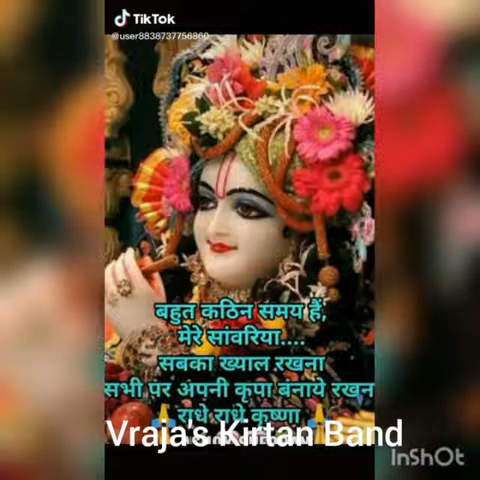 TikTok
@user8838737756860
बहुत कठिन समय हैं,
मेरे सांवरिया....
सबका ख्याल रखना
सभी पर अपनी कृपा बनाये रखन
राधे राधे कृष्णा
Vraja's Kirtan Band
InShOt